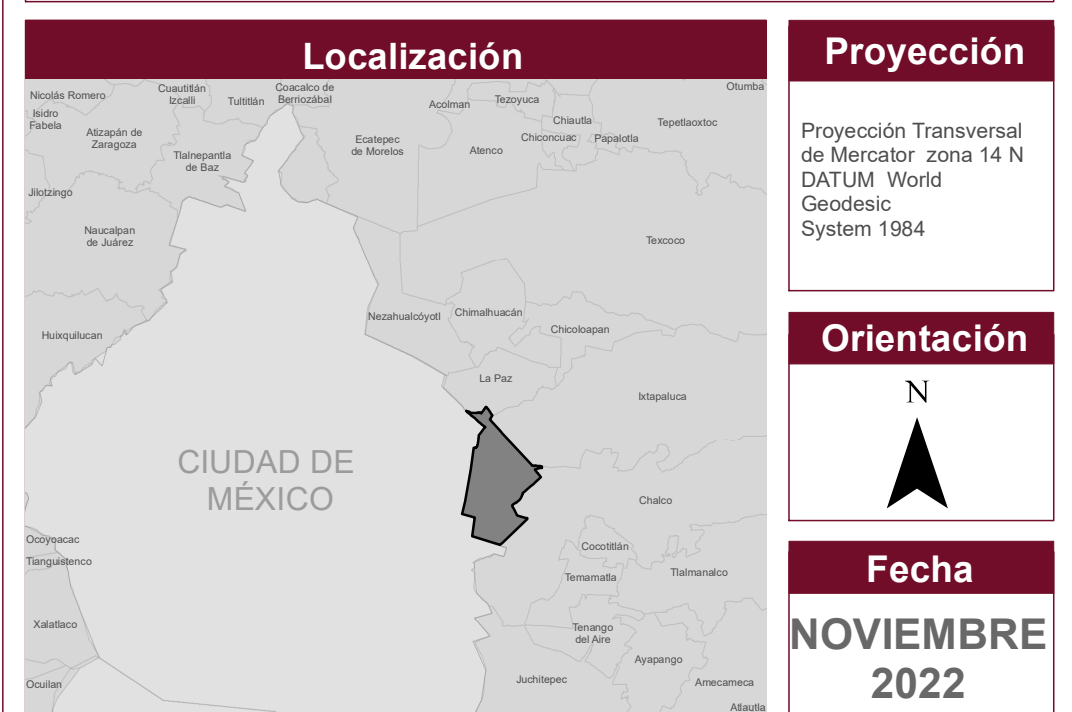 Localización
Nicolás Romero
Isidro
Fabela
Cuautitlán
Izcalli
Tultitlán
Coacalco de
Berriozábal
Acolman
Tezoyuca
Otumba
Atizapán de
Zaragoza
Tlalnepantla
de Baz
Ecatepec
de Morelos
Atenco
Chiautla
Chiconcuac
Papalotla
Tepetlaoxtoc
Jilotzingo
Naucalpan
de Juárez
Texcoco
Huixquilucan
Nezahualcóyotl
Chimalhuacán
Chicoloapan
La Paz
Ixtapaluca
CIUDAD DE
MÉXICO
Chalco
Ocoyoacac
Tianguistenco
Cocotitlán
Temamatla
Tlalmanalco
Xalatlaco
Tenango
del Aire
Ayapango
Ocuilan
Juchitepec
Amecameca
Atlautla
Proyección
Proyección Transversal
de Mercator zona 14 N
DATUM World
Geodesic
System 1984
Orientación
N
Fecha
NOVIEMBRE
2022